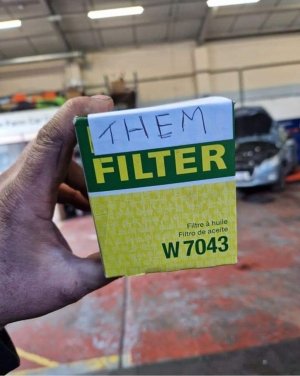 THEM
FILTER
Filtre à huile
Filtro de aceite
W 7043